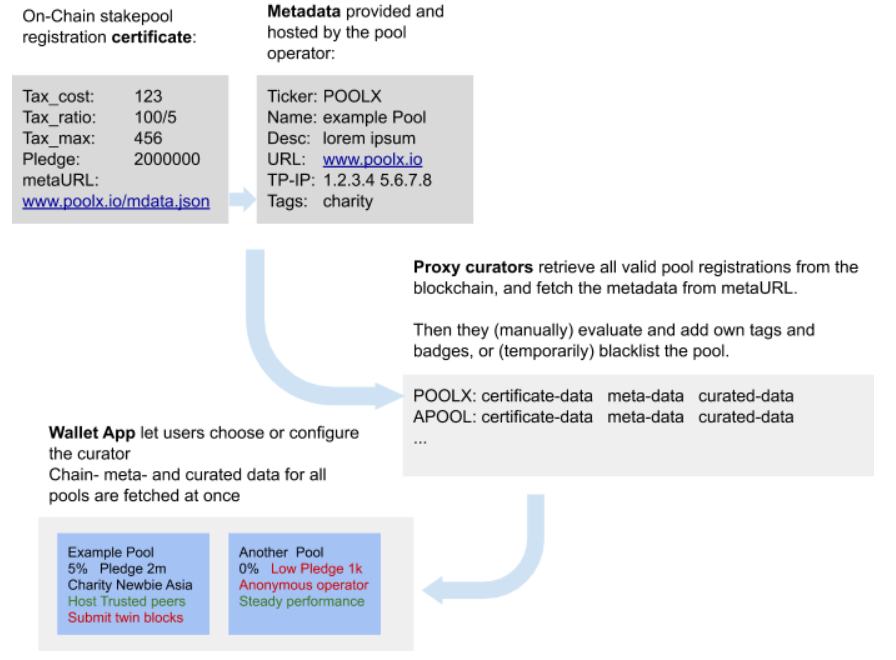 On-Chain stakepool
registration certificate:
Tax_cost: 123
Tax_ratio: 100/5
Tax_max: 456
Pledge: 2000000
metaURL:
www.poolx.io/mdata.json
Metadata provided and
hosted by the pool
operator:
Ticker: POOLX
Name: example Pool
Desc: lorem ipsum
URL: www.poolx.io
TP-IP: 1.2.3.4 5.6.7.8
Tags: charity
Proxy curators retrieve all valid pool registrations from the
blockchain, and fetch the metadata from metaURL.
Then they (manually) evaluate and add own tags and
badges, or (temporarily) blacklist the pool.
POOLX: certificate-data meta-data curated-data
APOOL: certificate-data meta-data curated-data
...
Wallet App let users choose or configure
the curator
Chain- meta- and curated data for all
pools are fetched at once
Example Pool
5% Pledge 2m
Charity Newbie Asia
Host Trusted peers
Submit twin blocks
Another Pool
0% Low Pledge 1k
Anonymous operator
Steady performance